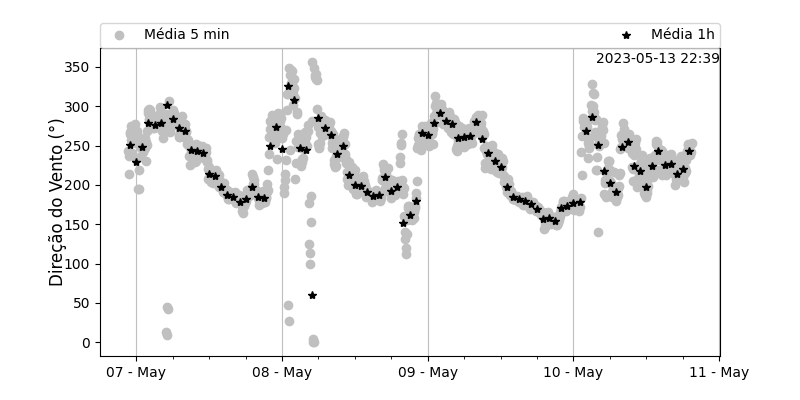 Média 5 min
Média 1h
2023-05-13 22:39
Direção do Vento (°)
350
300
250
200
150
100
50
0
07 - May
08 - May
09 - May
10 - May
11 - May